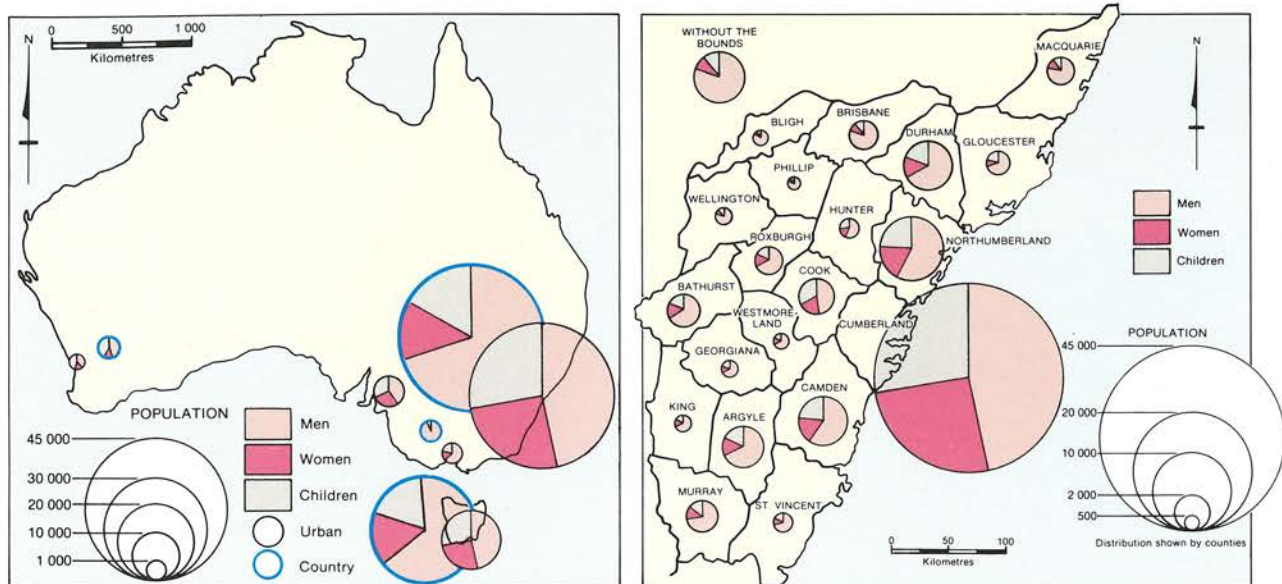 0 500 1 000
Kilometres
N
POPULATION
45 000
30 000
20 000
10 000
1 000
Men
Women
Children
Urban
Country
WITHOUT THE
BOUNDS
MACQUARIE
N
BLIGH
BRISBANE
DURHAM
GLOUCESTER
PHILLIP
WELLINGTON
HUNTER
ROXBURGH
NORTHUMBERLAND
COOK
BATHURST
WESTMORE-
LAND
CUMBERLAND
GEORGIANA
CAMDEN
KING
ARGYLE
MURRAY
ST. VINCENT
Men
Women
Children
POPULATION
45 000
20 000
10 000
2 000
500
Distribution shown by counties
0 50 100
Kilometres